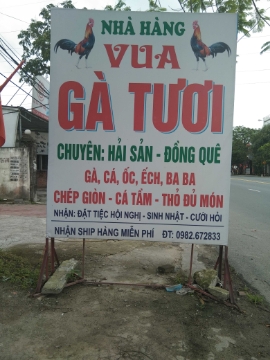 NHÀ HÀNG
VUA
GÀ TƯƠI
CHUYÊN: HẢI SẢN - ĐỒNG QUÊ
GÀ, CÁ, ỐC, ẾCH, BA BA
CHÉP GIÒN - CÁ TẦM - THỎ ĐỦ MÓN
NHẬN: ĐẶT TIỆC HỘI NGHỊ - SINH NHẬT - CƯỚI HỎI
NHẬN SHIP HÀNG MIỄN PHÍ ĐT: 0982.672833